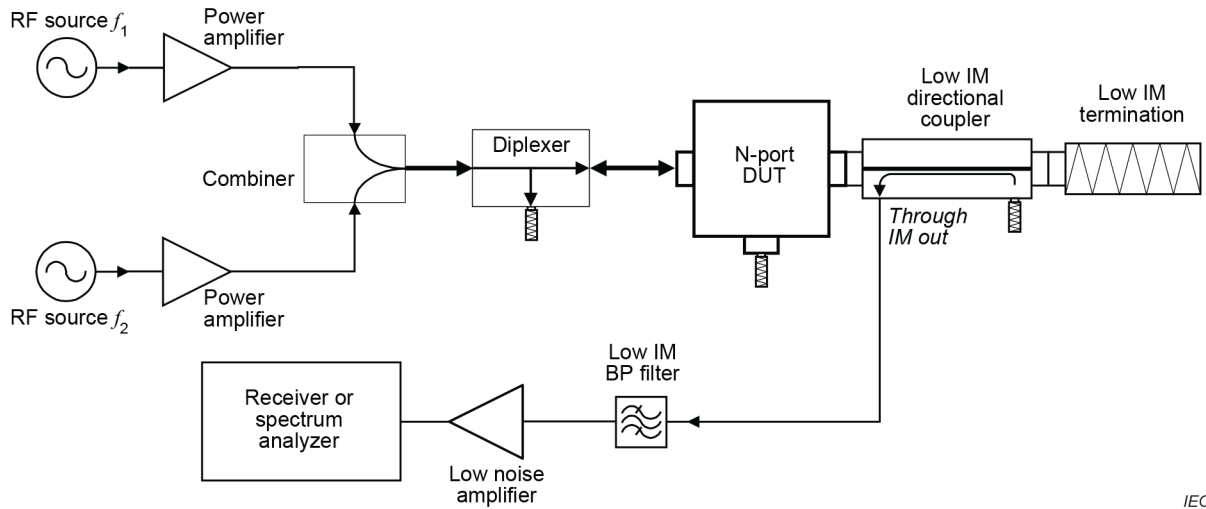 RF source f1
Power
amplifier
Combiner
Diplexer
N-port
DUT
Low IM
directional
coupler
Low IM
termination
Through
IM out
RF source f2
Power
amplifier
Low IM
BP filter
Receiver or
spectrum
analyzer
Low noise
amplifier
IEC